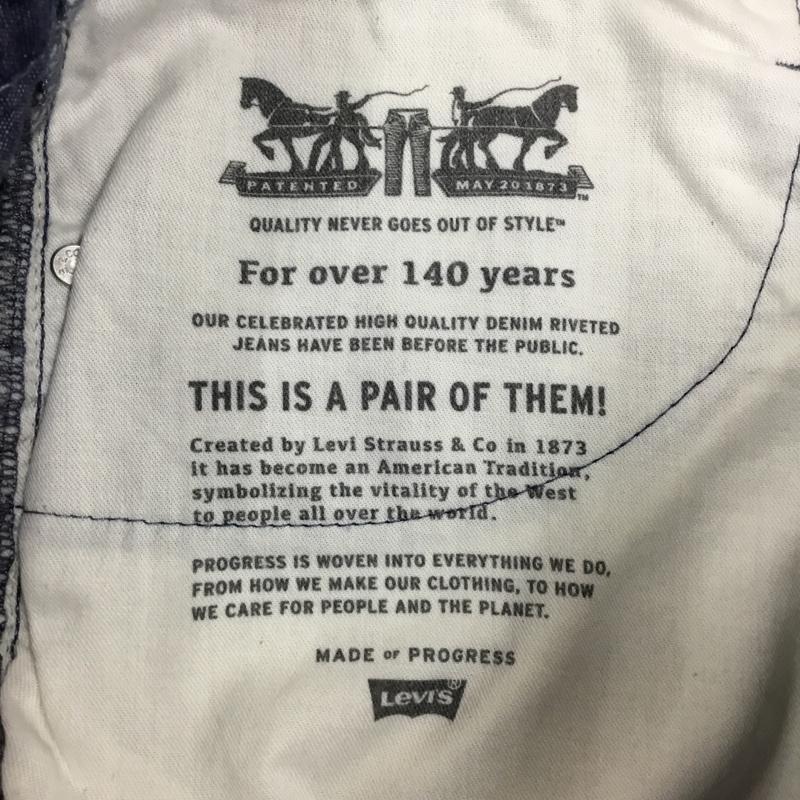 PATENTED MAY 20 1873 TM
QUALITY NEVER GOES OUT OF STYLE™
For over 140 years
OUR CELEBRATED HIGH QUALITY DENIM RIVETED
JEANS HAVE BEEN BEFORE THE PUBLIC.
THIS IS A PAIR OF THEM!
Created by Levi Strauss & Co in 1873
it has become an American Tradition,
symbolizing the vitality of the West
to people all over the world.
PROGRESS IS WOVEN INTO EVERYTHING WE DO,
FROM HOW WE MAKE OUR CLOTHING, TO HOW
WE CARE FOR PEOPLE AND THE PLANET.
MADE OF PROGRESS
Levi's®